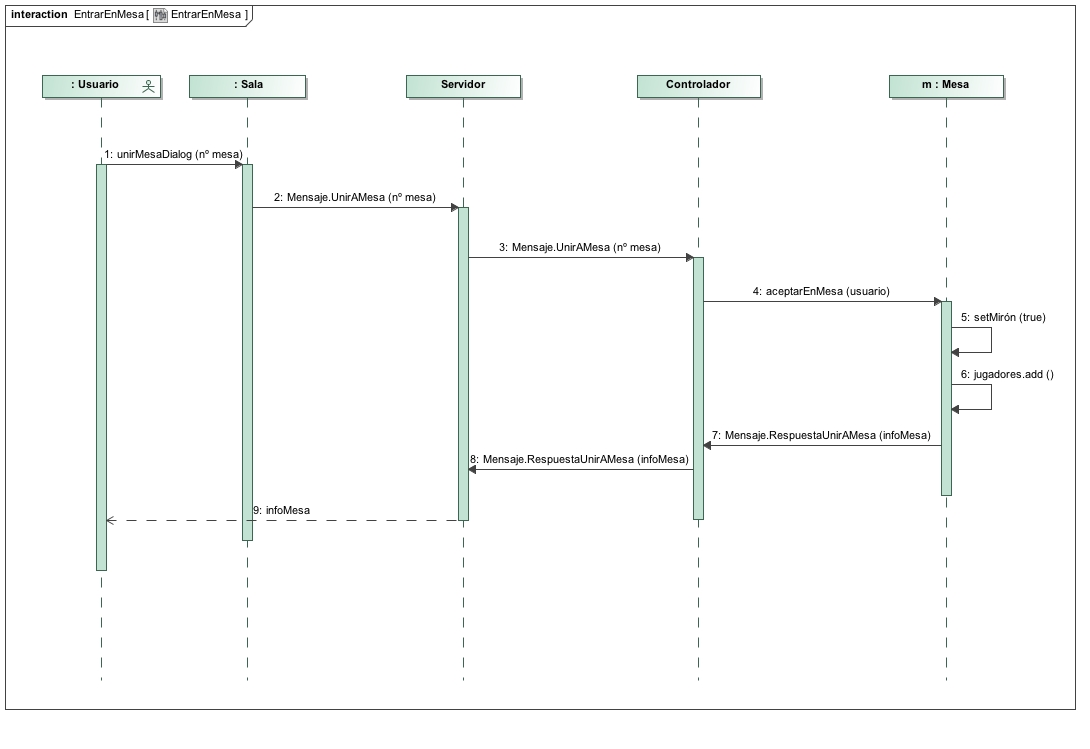 interaction EntrarEnMesa [ EntrarEnMesa ]
: Usuario
: Sala
Servidor
Controlador
m : Mesa
1: unirMesaDialog (nº mesa)
2: Mensaje.UnirAMesa (nº mesa)
3: Mensaje.UnirAMesa (nº mesa)
4: aceptarEnMesa (usuario)
5: setMirón (true)
6: jugadores.add ()
7: Mensaje.RespuestaUnirAMesa (infoMesa)
8: Mensaje.RespuestaUnirAMesa (infoMesa)
9: infoMesa